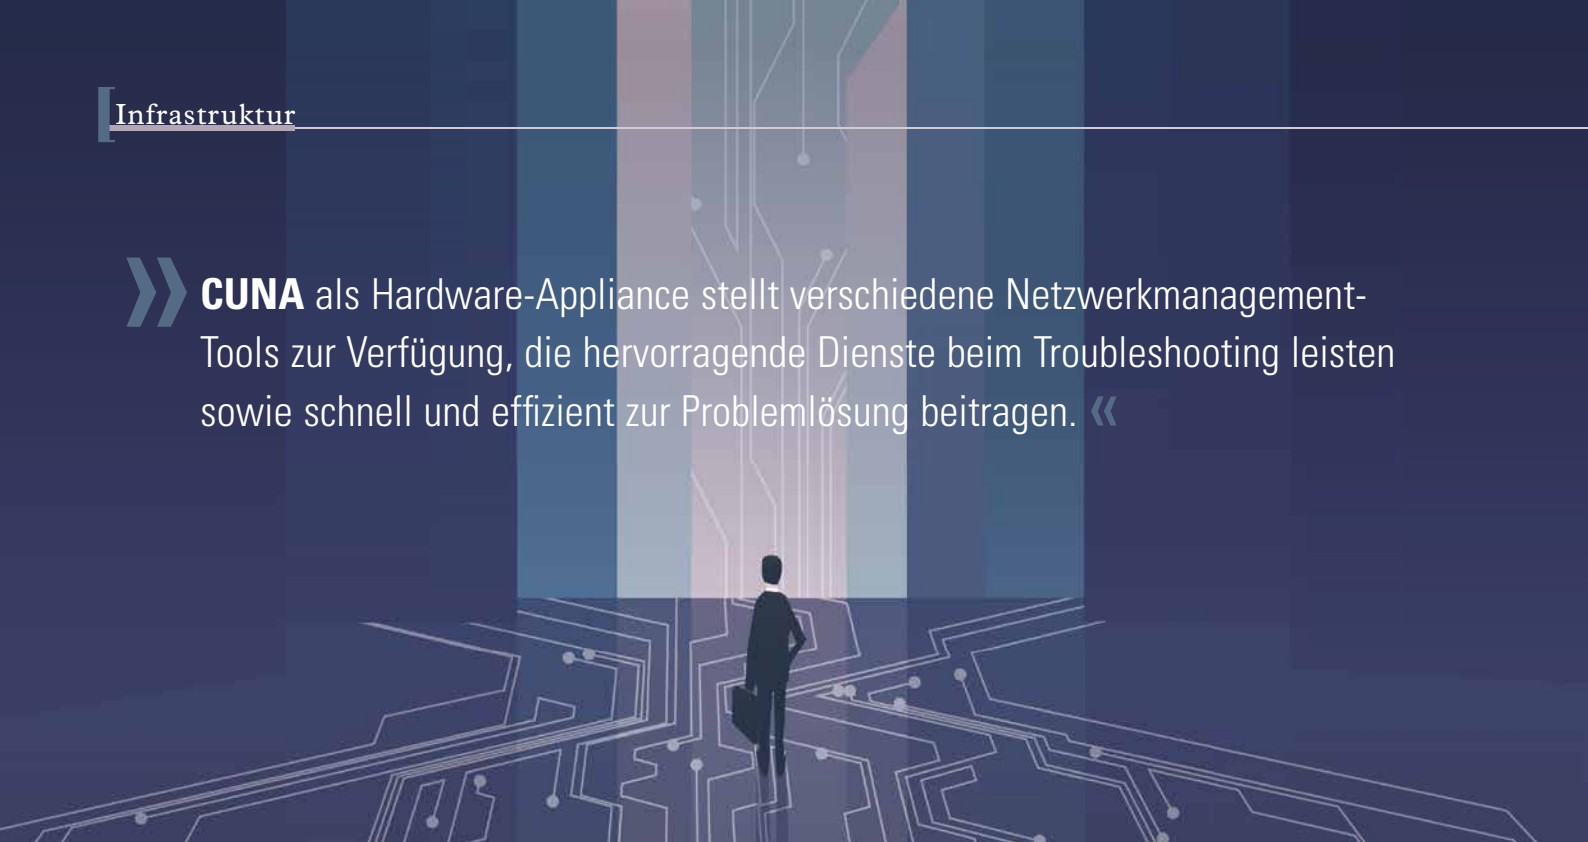 Infrastruktur
» CUNA als Hardware-Appliance stellt verschiedene Netzwerkmanagement-
Tools zur Verfügung, die hervorragende Dienste beim Troubleshooting leisten
sowie schnell und effizient zur Problemlösung beitragen. «